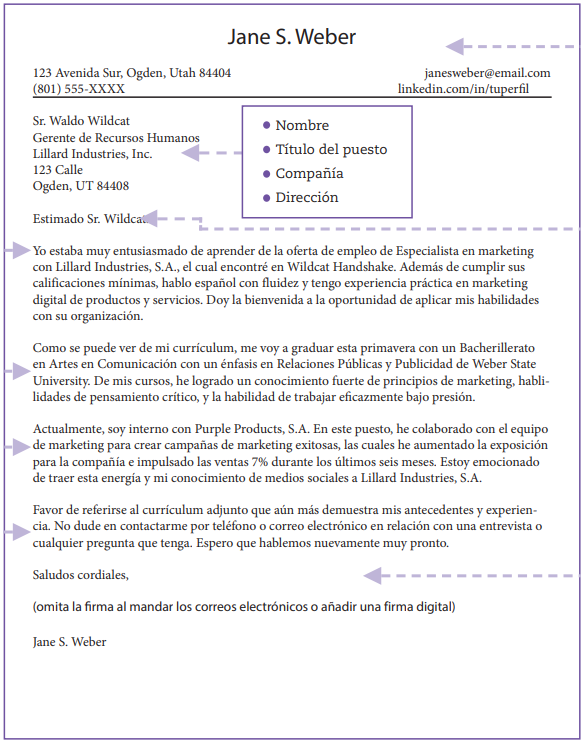 Jane S. Weber
123 Avenida Sur, Ogden, Utah 84404
(801) 555-XXXX
janesweber@email.com
linkedin.com/in/tuperfil
Sr. Waldo Wildcat
Gerente de Recursos Humanos
Lillard Industries, Inc.
123 Calle
Ogden, UT 84408
• Nombre
• Título del puesto
• Compañía
• Dirección
Estimado Sr. Wildcat
Yo estaba muy entusiasmado de aprender de la oferta de empleo de Especialista en marketing
con Lillard Industries, S.A., el cual encontré en Wildcat Handshake. Además de cumplir sus
calificaciones mínimas, hablo español con fluidez y tengo experiencia práctica en marketing
digital de productos y servicios. Doy la bienvenida a la oportunidad de aplicar mis habilidades
con su organización.
Como se puede ver de mi currículum, me voy a graduar esta primavera con un Bachillerato
en Artes en Comunicación con un énfasis en Relaciones Públicas y Publicidad de Weber State
University. De mis cursos, he logrado un conocimiento fuerte de principios de marketing, habli-
lidades de pensamiento crítico, y la habilidad de trabajar eficazmente bajo presión.
Actualmente, soy interno con Purple Products, S.A. En este puesto, he colaborado con el equipo
de marketing para crear campañas de marketing exitosas, las cuales he aumentado la exposición
para la compañía e impulsado las ventas 7% durante los últimos seis meses. Estoy emocionado
de traer esta energía y mi conocimiento de medios sociales a Lillard Industries, S.A.
Favor de referirse al currículum adjunto que aún más demuestra mis antecedentes y experien-
cia. No dude en contactarme por teléfono o correo electrónico en relación con una entrevista o
cualquier pregunta que tenga. Espero que hablemos nuevamente muy pronto.
Saludos cordiales,
(omita la firma al mandar los correos electrónicos o añadir una firma digital)
Jane S. Weber